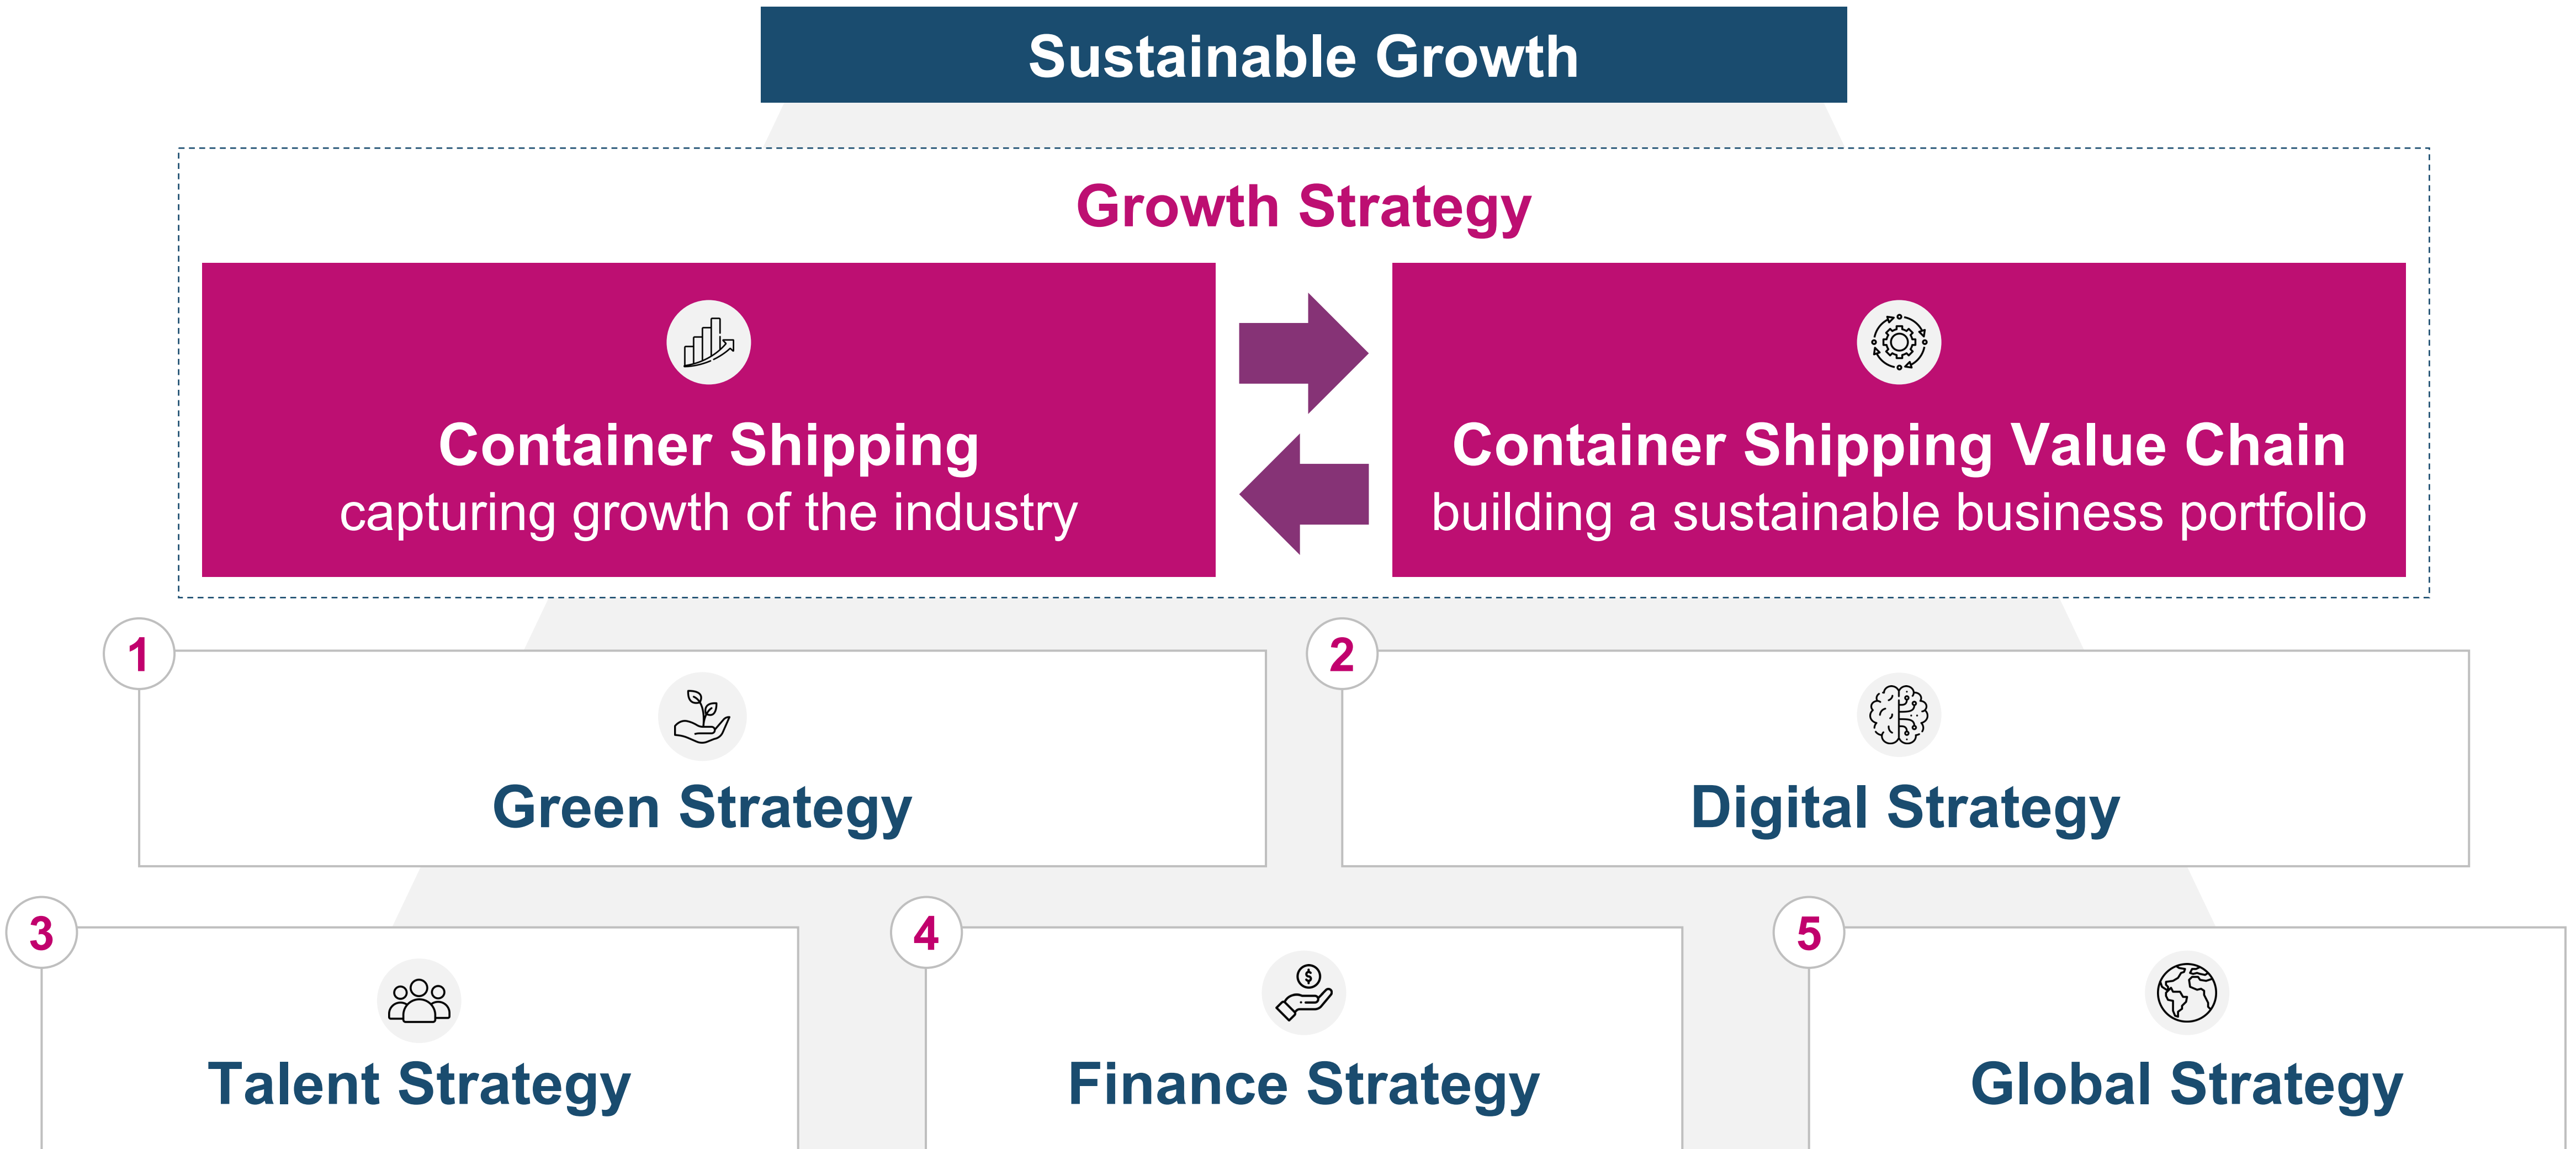 Sustainable Growth
Growth Strategy
Container Shipping
capturing growth of the industry
Container Shipping Value Chain
building a sustainable business portfolio
1
Green Strategy
2
Digital Strategy
3
Talent Strategy
4
$
Finance Strategy
5
Global Strategy